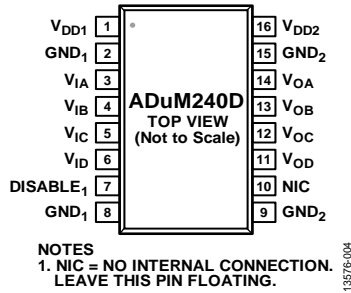 VDD1 1 16 VDD2
GND1 2 15 GND2
VIA 3 14 VOA
VIB 4 ADuM240D 13 VOB
TOP VIEW
VIC 5 (Not to Scale) 12 VOC
VID 6 11 VOD
DISABLE1 7 10 NIC
GND1 8 9 GND2
NOTES
1. NIC = NO INTERNAL CONNECTION.
LEAVE THIS PIN FLOATING.
13576-004